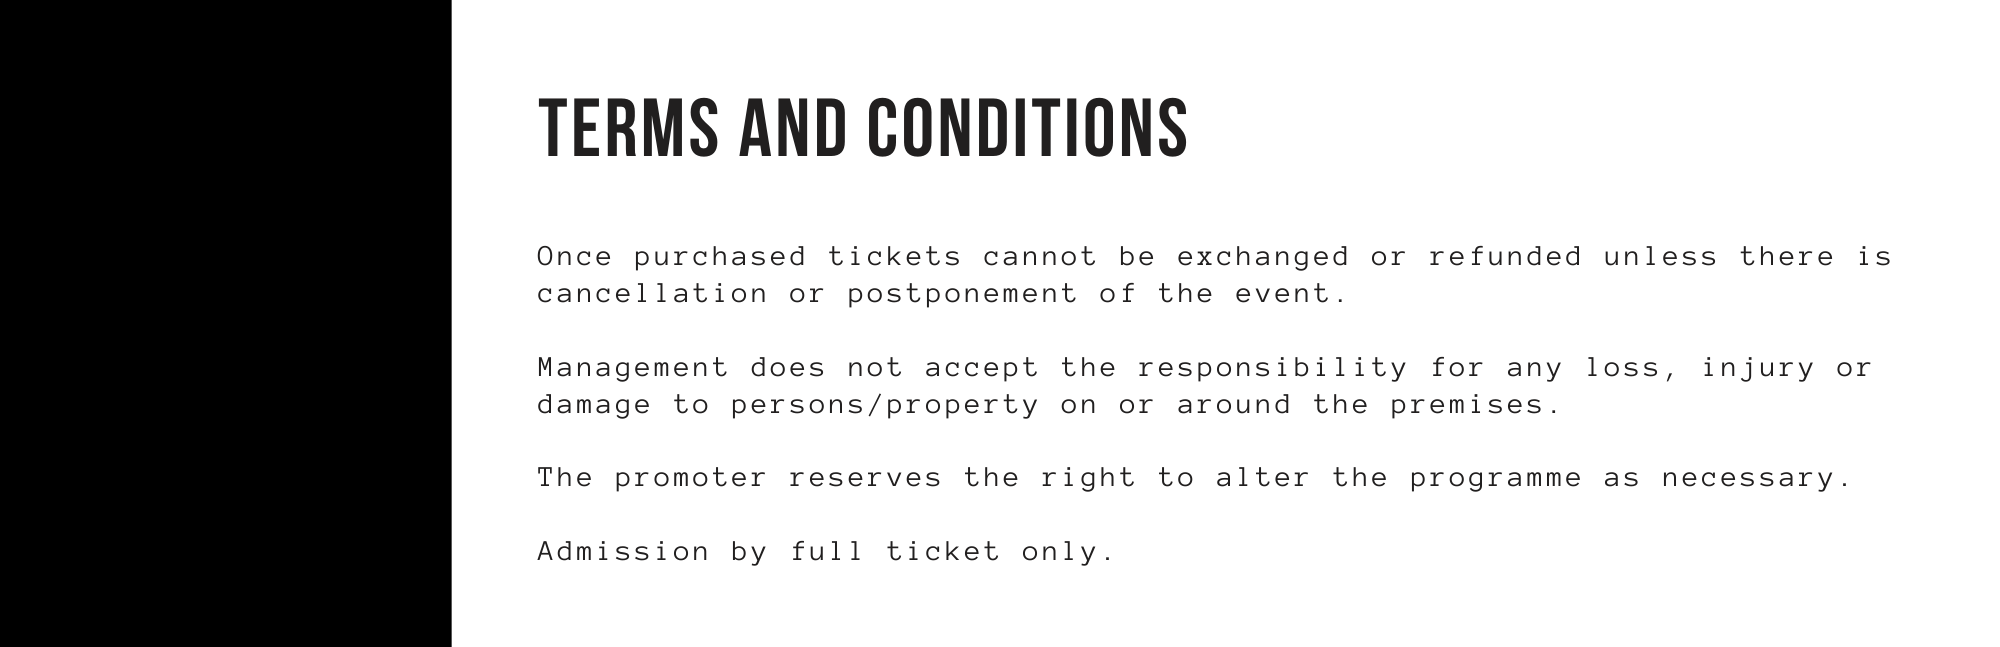 TERMS AND CONDITIONS
Once purchased tickets cannot be exchanged or refunded unless there is
cancellation or postponement of the event.
Management does not accept the responsibility for any loss, injury or
damage to persons/property on or around the premises.
The promoter reserves the right to alter the programme as necessary.
Admission by full ticket only.